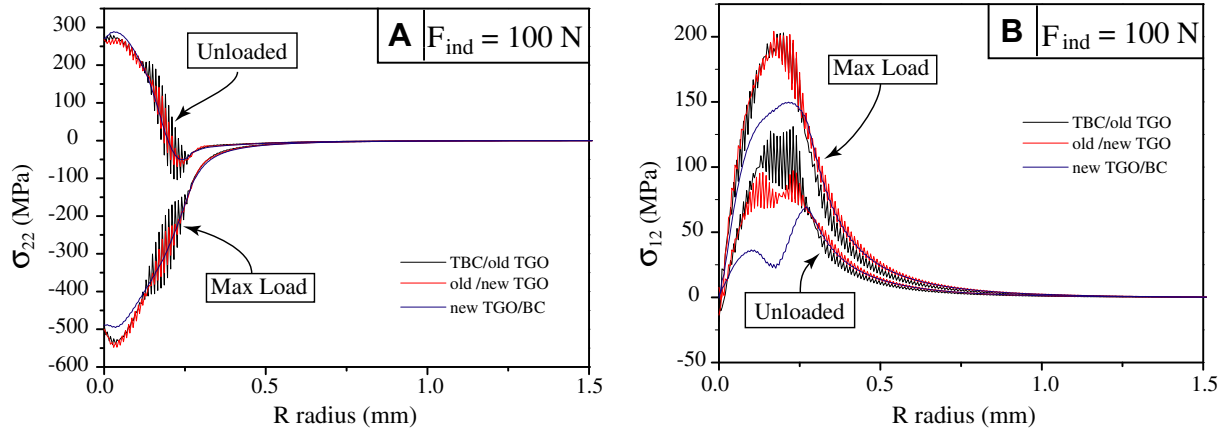 A
F_ind = 100 N
300
200
100
0
-100
-200
-300
-400
-500
-600
σ_22 (MPa)
Unloaded
Max Load
TBC/old TGO
old /new TGO
new TGO/BC
0.0
0.5
1.0
1.5
R radius (mm)
B
F_ind = 100 N
200
150
100
50
0
-50
σ_12 (MPa)
Max Load
TBC/old TGO
old /new TGO
new TGO/BC
Unloaded
0.0
0.5
1.0
1.5
R radius (mm)